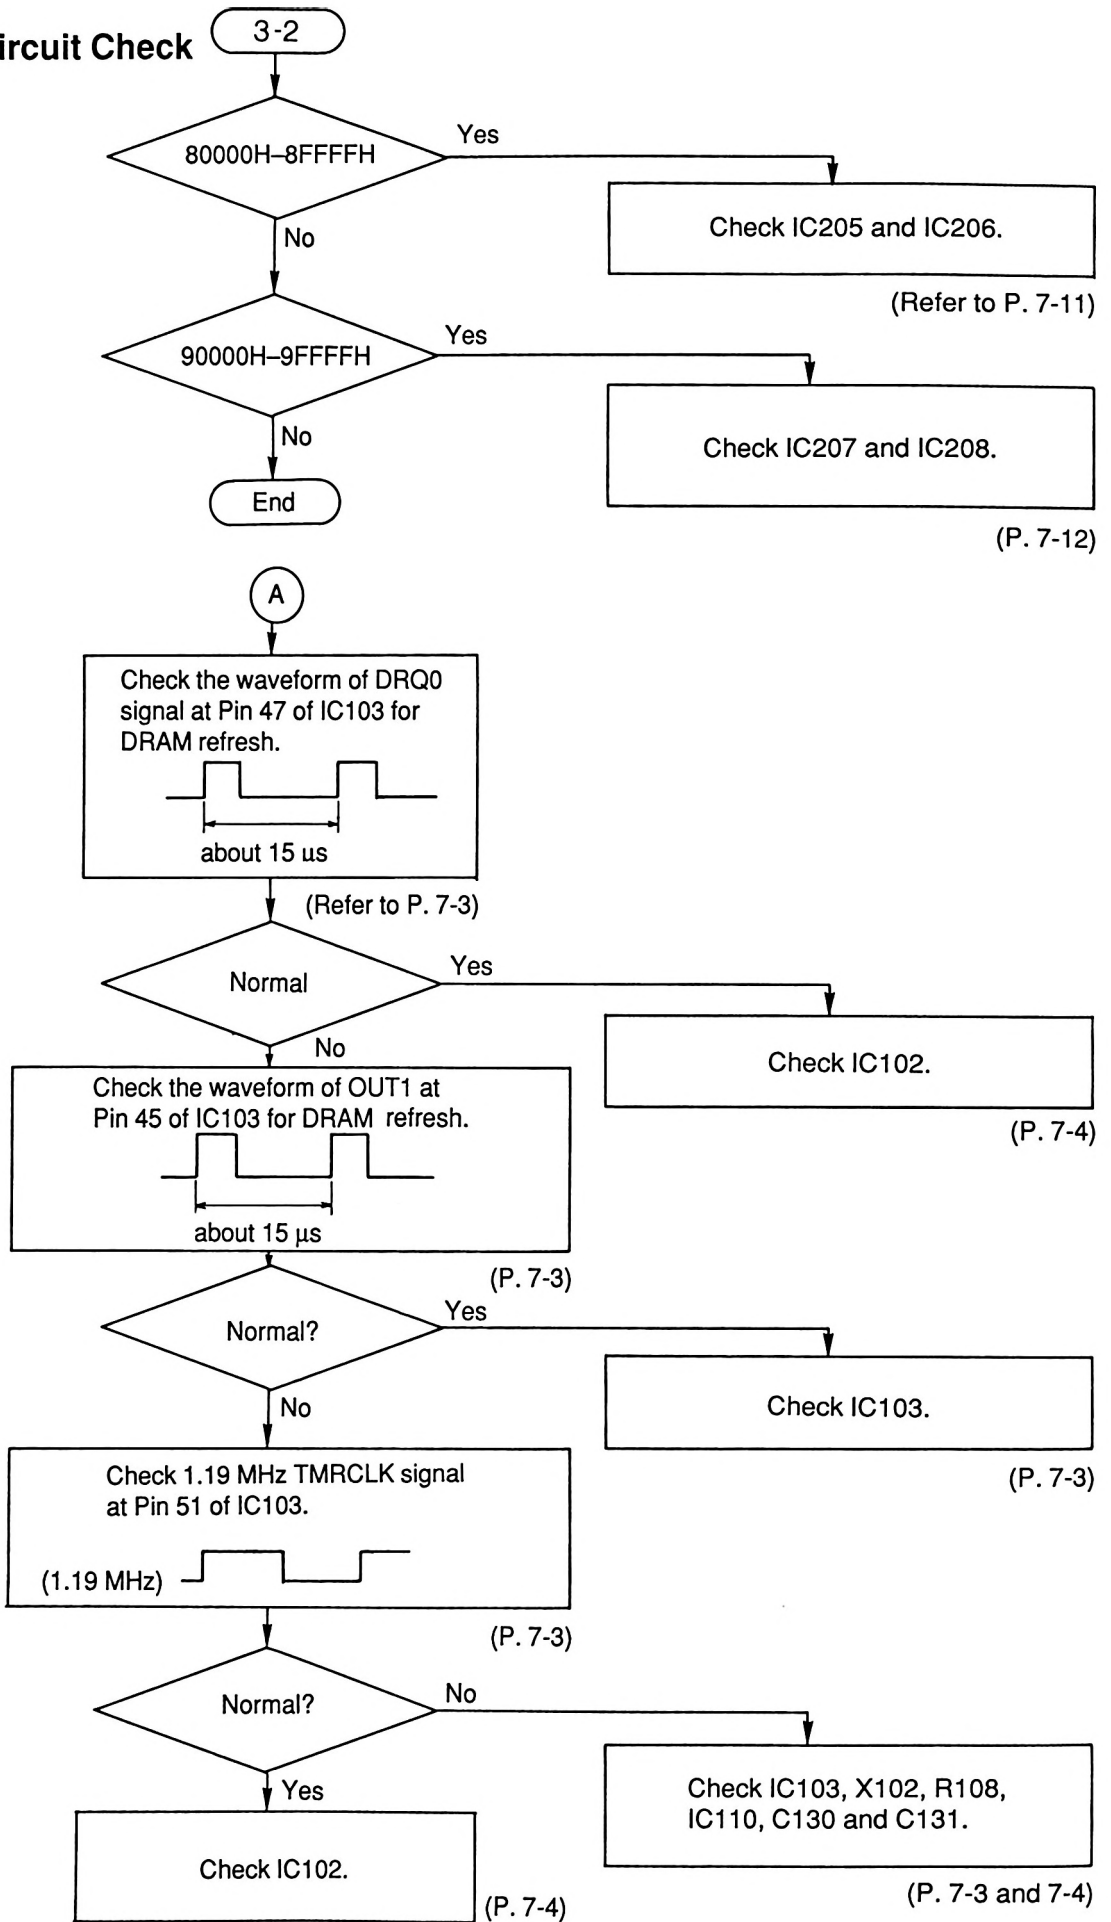 ircuit Check
3-2
80000H–8FFFFH
Yes
Check IC205 and IC206.
(Refer to P. 7-11)
No
90000H–9FFFFH
Yes
Check IC207 and IC208.
(P. 7-12)
No
End
A
Check the waveform of DRQ0
signal at Pin 47 of IC103 for
DRAM refresh.
about 15 µs
(Refer to P. 7-3)
Normal
Yes
Check IC102.
(P. 7-4)
No
Check the waveform of OUT1 at
Pin 45 of IC103 for DRAM refresh.
about 15 µs
(P. 7-3)
Normal?
Yes
Check IC103.
(P. 7-3)
No
Check 1.19 MHz TMRCLK signal
at Pin 51 of IC103.
(1.19 MHz)
(P. 7-3)
Normal?
No
Check IC103, X102, R108,
IC110, C130 and C131.
(P. 7-3 and 7-4)
Yes
Check IC102.
(P. 7-4)